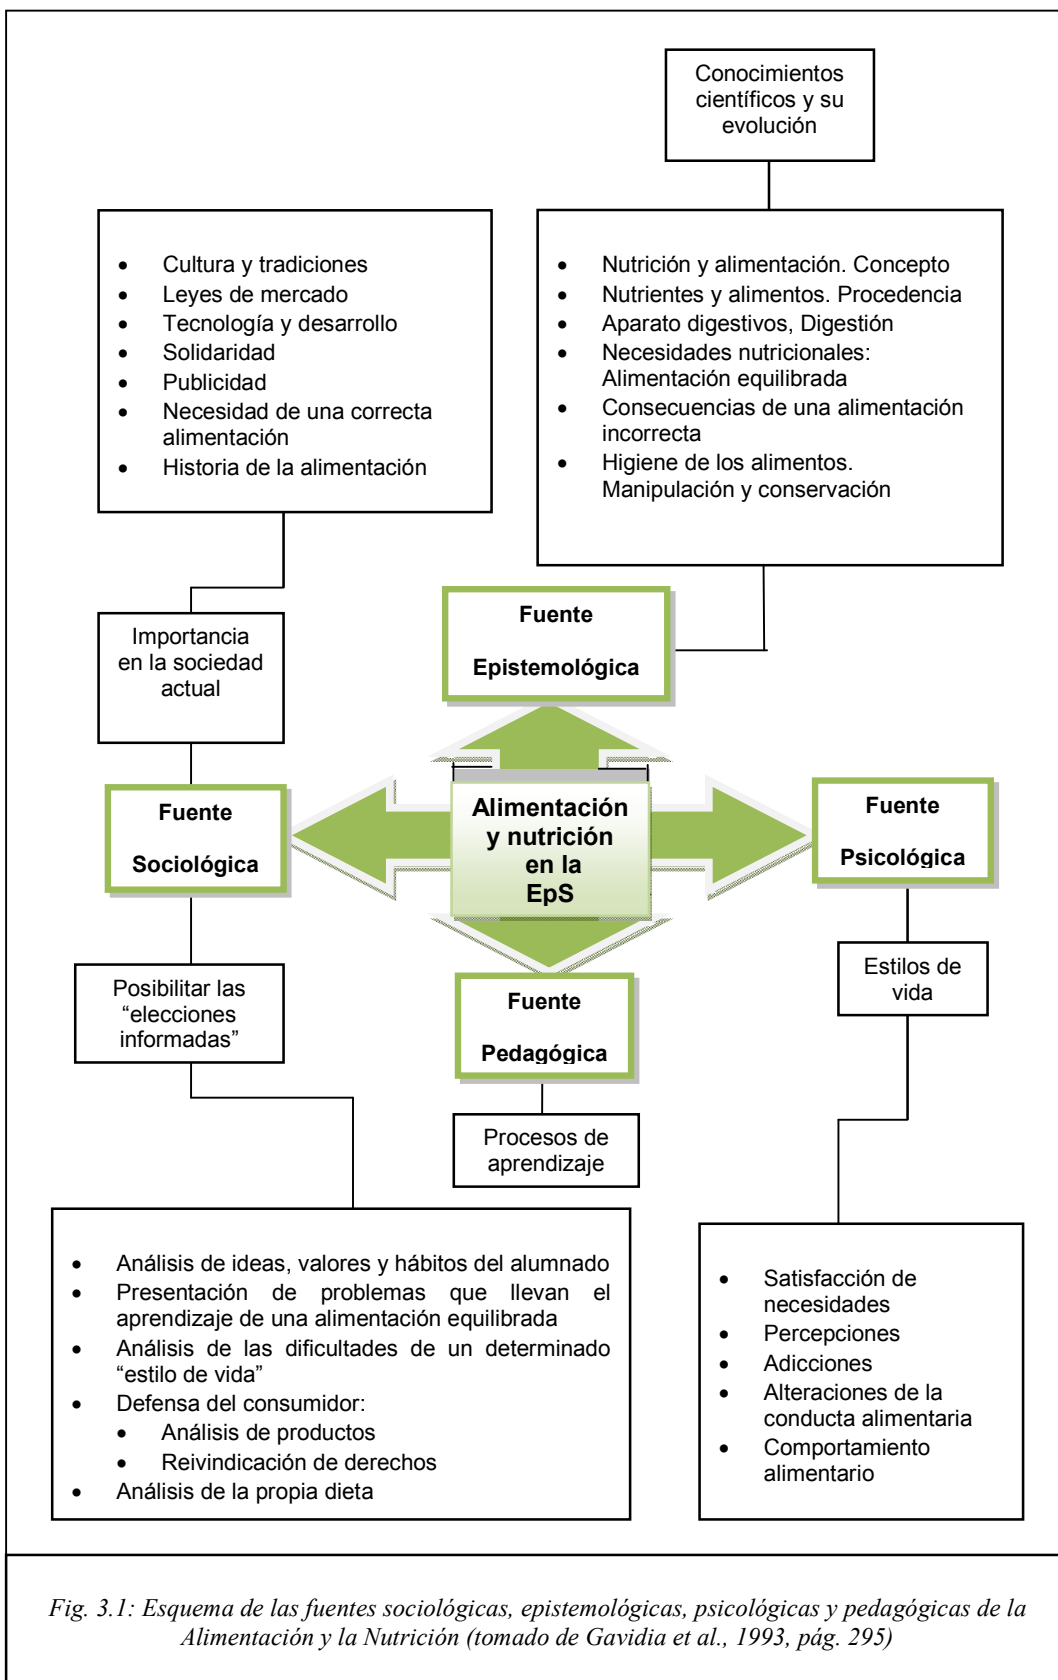 Conocimientos
científicos y su
evolución
• Cultura y tradiciones
• Leyes de mercado
• Tecnología y desarrollo
• Solidaridad
• Publicidad
• Necesidad de una correcta
alimentación
• Historia de la alimentación
• Nutrición y alimentación. Concepto
• Nutrientes y alimentos. Procedencia
• Aparato digestivos, Digestión
• Necesidades nutricionales:
Alimentación equilibrada
• Consecuencias de una alimentación
incorrecta
• Higiene de los alimentos.
Manipulación y conservación
Importancia
en la sociedad
actual
Fuente
Epistemológica
Fuente
Sociológica
Alimentación
y nutrición
en la
EpS
Fuente
Psicológica
Posibilitar las
“elecciones
informadas”
Fuente
Pedagógica
Estilos de
vida
Procesos de
aprendizaje
• Análisis de ideas, valores y hábitos del alumnado
• Presentación de problemas que llevan el
aprendizaje de una alimentación equilibrada
• Análisis de las dificultades de un determinado
“estilo de vida”
• Defensa del consumidor:
• Análisis de productos
• Reivindicación de derechos
• Análisis de la propia dieta
• Satisfacción de
necesidades
• Percepciones
• Adicciones
• Alteraciones de la
conducta alimentaria
• Comportamiento
alimentario
Fig. 3.1: Esquema de las fuentes sociológicas, epistemológicas, psicológicas y pedagógicas de la
Alimentación y la Nutrición (tomado de Gavidia et al., 1993, pág. 295)